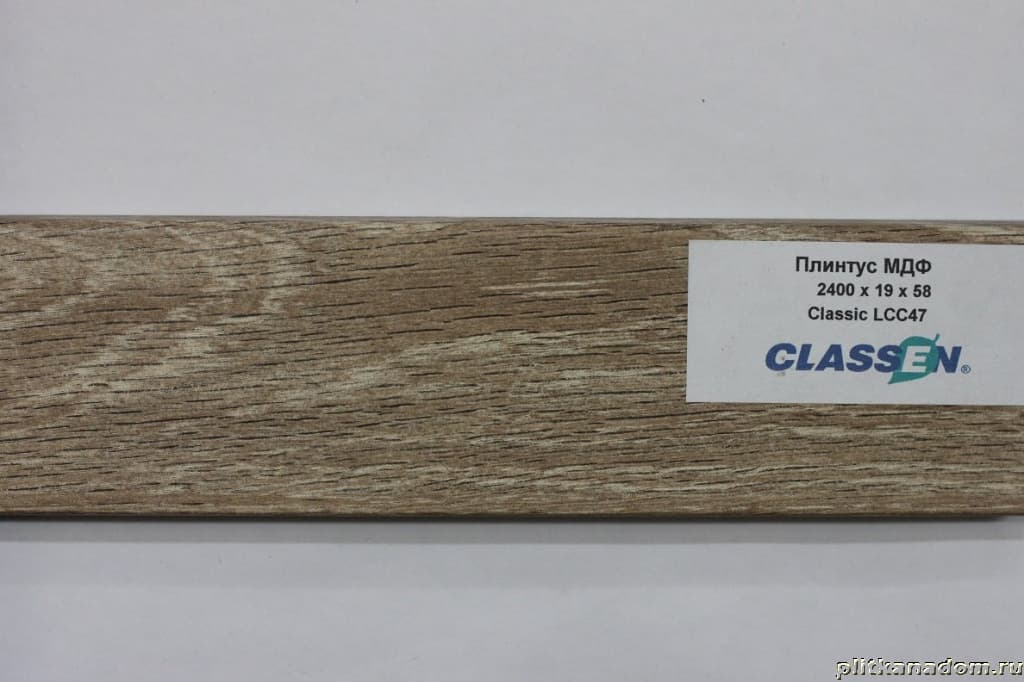 Плинтус МДФ
2400 x 19 x 58
Classic LCC47
CLASSEN®
plitkanadom.ru